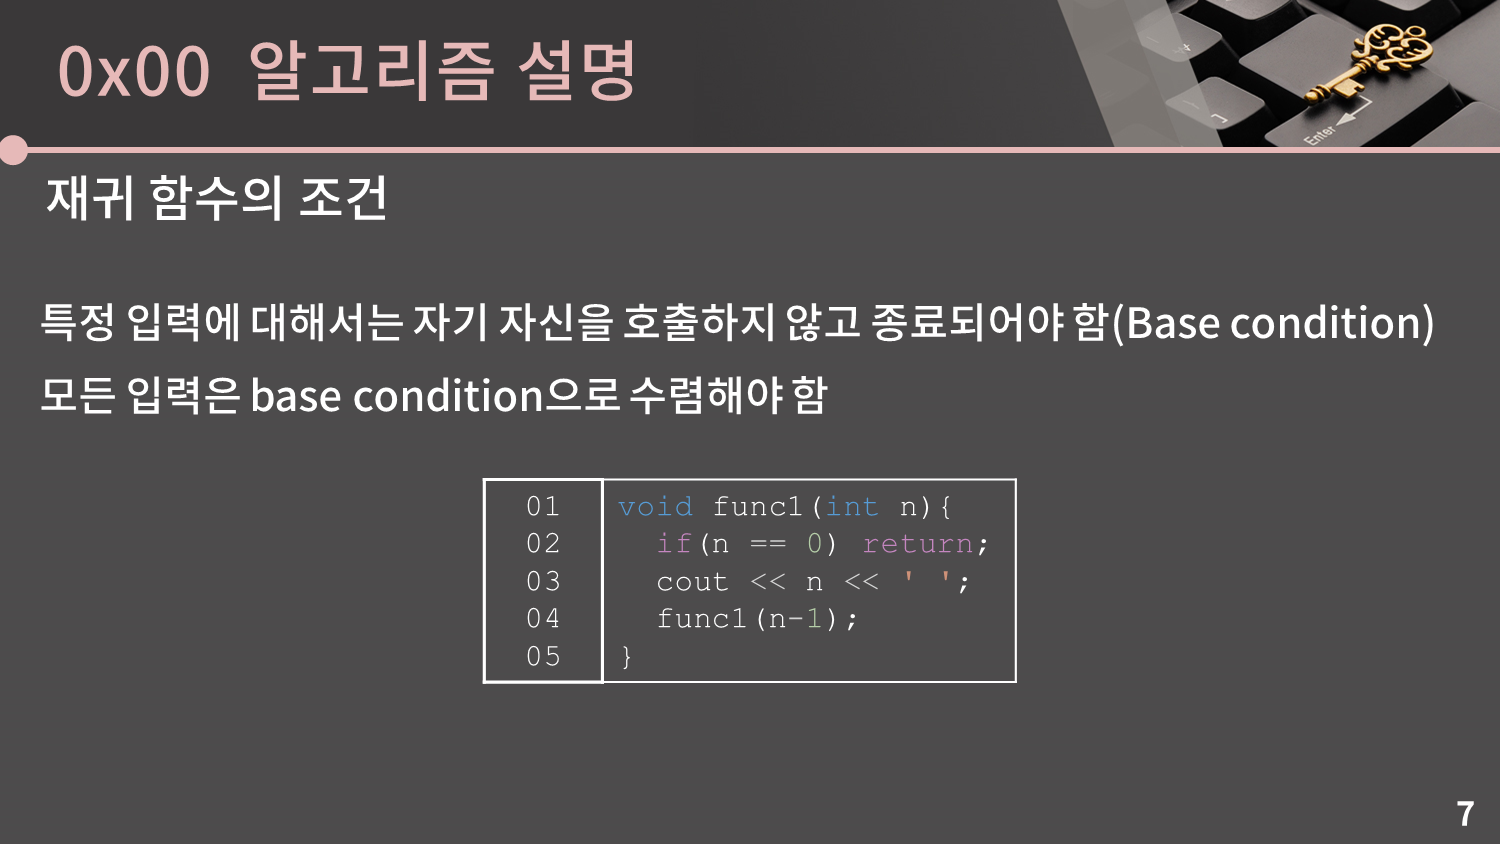 0x00 알고리즘 설명
Enter
재귀 함수의 조건
특정 입력에 대해서는 자기 자신을 호출하지 않고 종료되어야 함(Base condition)
모든 입력은 base condition으로 수렴해야 함
01 void func1(int n){
02 if(n == 0) return;
03 cout << n << ' ';
04 func1(n-1);
05 }
7